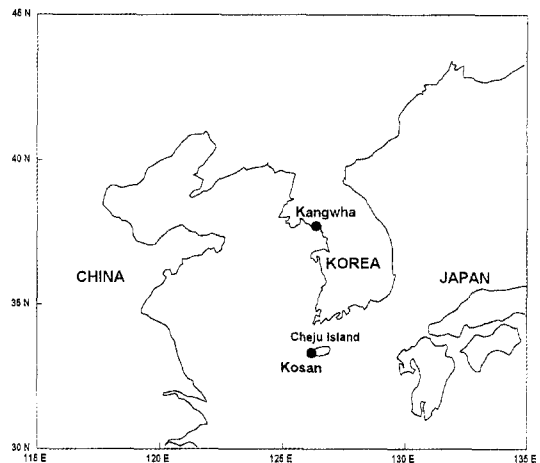 45 N
40 N
Kangwha
KOREA
CHINA
JAPAN
35 N
Cheju Island
Kosan
30 N
115 E
120 E
125 E
130 E
135 E